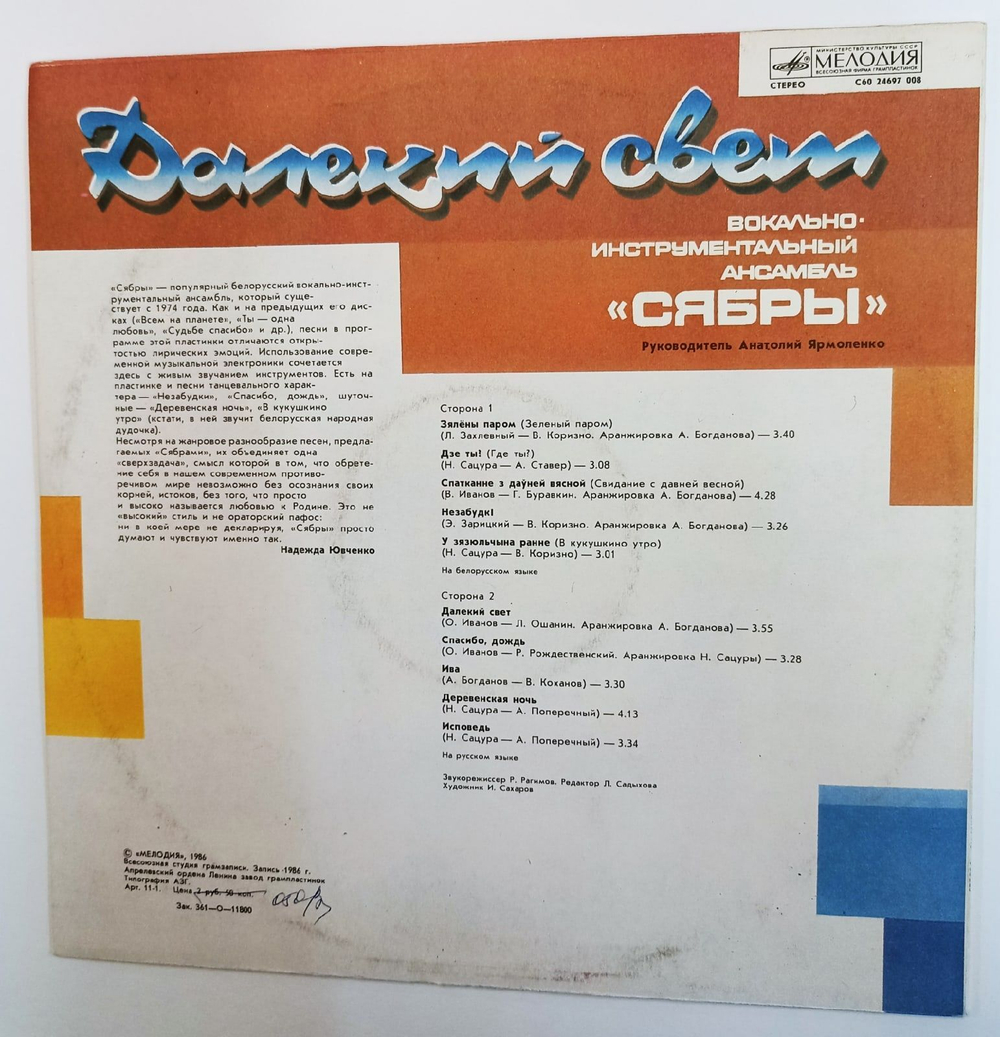 МИНИСТЕРСТВО КУЛЬТУРЫ СССР
МЕЛОДИЯ
ВСЕСОЮЗНАЯ ФИРМА ГРАМПЛАСТИНОК
СТЕРЕО
С60 24697 008
Далекий свет
ВОКАЛЬНО-
ИНСТРУМЕНТАЛЬНЫЙ
АНСАМБЛЬ
«СЯБРЫ»
Руководитель Анатолий Ярмоленко
«Сябры» — популярный белорусский вокально-инст-
рументальный ансамбль, который суще-
ствует с 1974 года. Как и на предыдущих его дис-
ках («Всем на планете», «Ты — одна
любовь», «Судьбе спасибо» и др.), песни в прог-
рамме этой пластинки отличаются откры-
тостью лирических эмоций. Использование совре-
менной музыкальной электроники сочетается
здесь с живым звучанием инструментов. Есть на
пластинке и песни танцевального харак-
тера — «Незабудки», «Спасибо, дождь», шуточ-
ные — «Деревенская ночь», «В кукушкино
утро» (кстати, в ней звучит белорусская народная
дудочка).
Несмотря на жанровое разнообразие песен, предла-
гаемых «Сябрами», их объединяет одна
«сверхзадача», смысл которой в том, что обрете-
ние себя в нашем современном противо-
речивом мире невозможно без осознания своих
корней, истоков, без того, что просто
и высоко называется любовью к Родине. Это не
«высокий» стиль и не ораторский пафос:
ни в коей мере не декларируя, «Сябры» просто
думают и чувствуют именно так.
Надежда Ювченко
Сторона 1
Зялёны паром (Зеленый паром)
(Л. Захлевный — В. Коризно. Аранжировка А. Богданова) — 3.40
Дзе ты! (Где ты?)
(Н. Сацура — А. Ставер) — 3.08
Спатканне з даўней вясной (Свидание с давней весной)
(В. Иванов — Г. Буравкин. Аранжировка А. Богданова) — 4.28
Незабудкі
(Э. Зарицкий — В. Коризно. Аранжировка А. Богданова) — 3.26
У зязюльчына ранне (В кукушкино утро)
(Н. Сацура — В. Коризно) — 3.01
На белорусском языке
Сторона 2
Далекий свет
(О. Иванов — Л. Ошанин. Аранжировка А. Богданова) — 3.55
Спасибо, дождь
(О. Иванов — Р. Рождественский. Аранжировка Н. Сацуры) — 3.28
Ива
(А. Богданов — В. Коханов) — 3.30
Деревенская ночь
(Н. Сацура — А. Поперечный) — 4.13
Исповедь
(Н. Сацура — А. Поперечный) — 3.34
На русском языке
Звукорежиссер Р. Рагимов. Редактор Л. Садыхова
Художник И. Сахаров
© «МЕЛОДИЯ», 1986
Всесоюзная студия грамзаписи. Запись 1986 г.
Апрелевский ордена Ленина завод грампластинок
Типография АЗГ.
Арт. 11-1. Цена 2 руб. 50 коп.
Зак. 361—О—11800